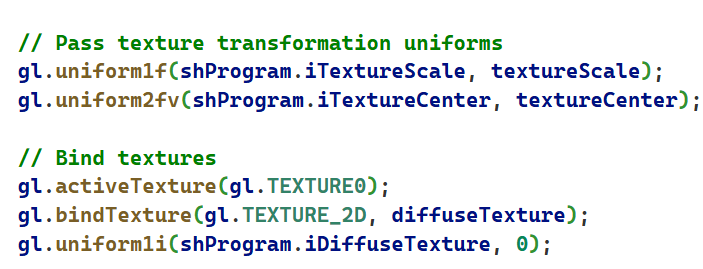 // Pass texture transformation uniforms
gl.uniform1f(shProgram.iTextureScale, textureScale);
gl.uniform2fv(shProgram.iTextureCenter, textureCenter);
// Bind textures
gl.activeTexture(gl.TEXTURE0);
gl.bindTexture(gl.TEXTURE_2D, diffuseTexture);
gl.uniform1i(shProgram.iDiffuseTexture, 0);